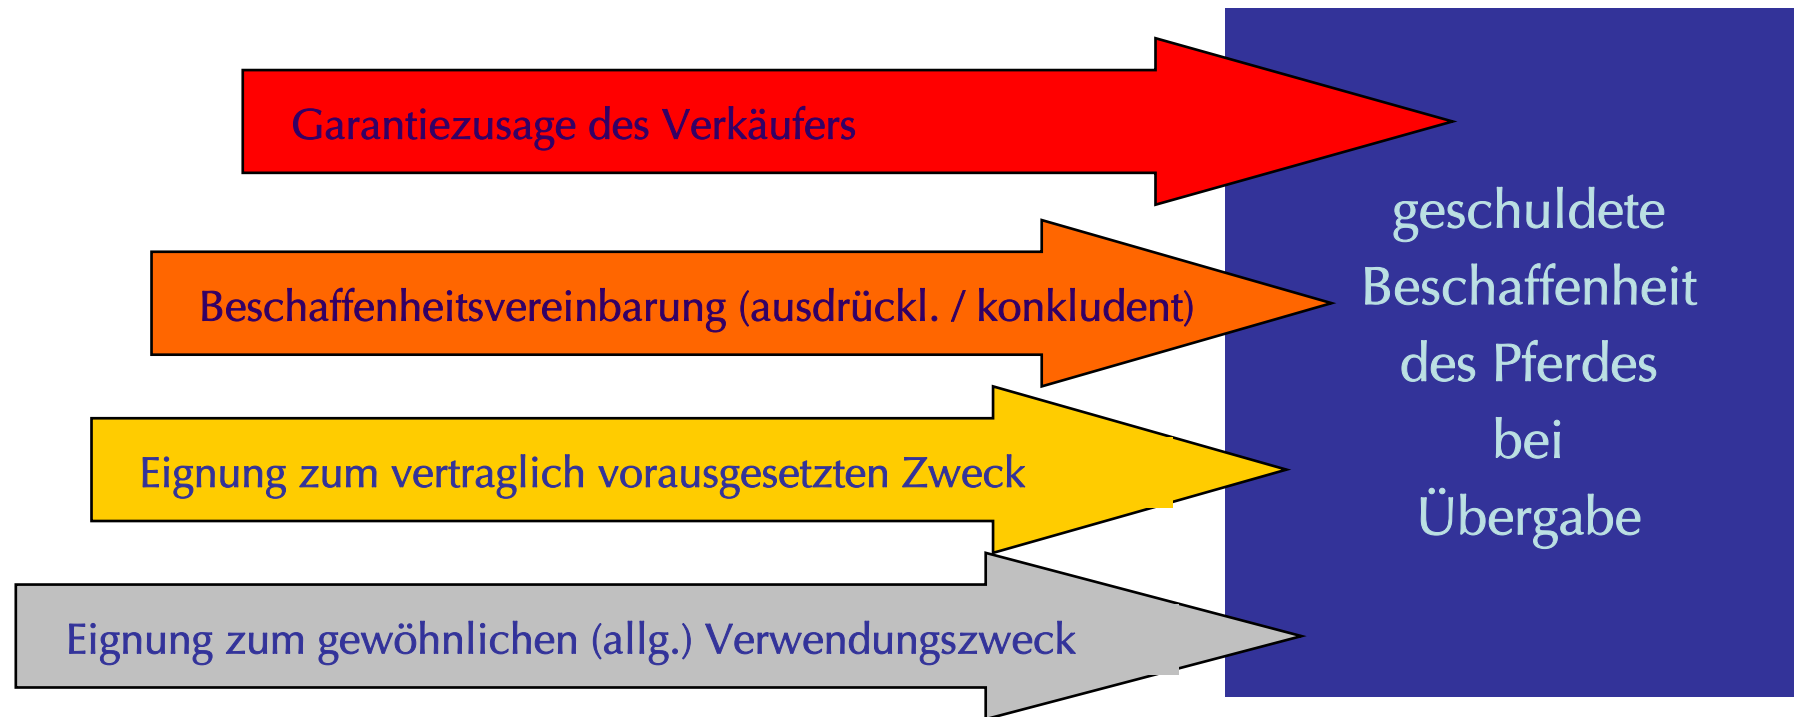 Garantiezusage des Verkäufers
Beschaffenheitsvereinbarung (ausdrückl. / konkludent)
Eignung zum vertraglich vorausgesetzten Zweck
Eignung zum gewöhnlichen (allg.) Verwendungszweck
geschuldete
Beschaffenheit
des Pferdes
bei
Übergabe